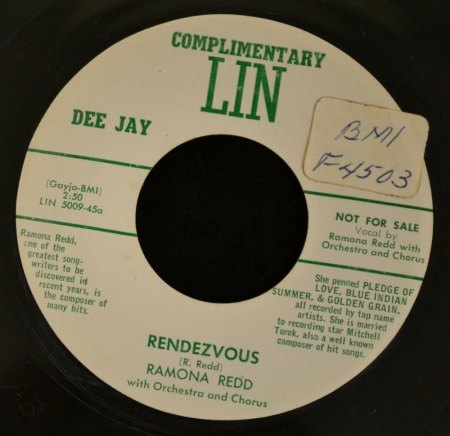 COMPLIMENTARY
LIN
DEE JAY
BMI
F4503
(Gayjo-BMI)
2:50
LIN 5009-45a
NOT FOR SALE
Vocal by
Ramona Redd with
Orchestra and Chorus
Ramona Redd,
one of the
greatest song-
writers to be
discovered in
recent years, is
the composer of
many hits.
She penned PLEDGE OF
LOVE, BLUE INDIAN
SUMMER, & GOLDEN GRAIN,
all recorded by top name
artists. She is married
to recording star Mitchell
Torok, also a well known
composer of hit songs.
RENDEZVOUS
(R. Redd)
RAMONA REDD
with Orchestra and Chorus